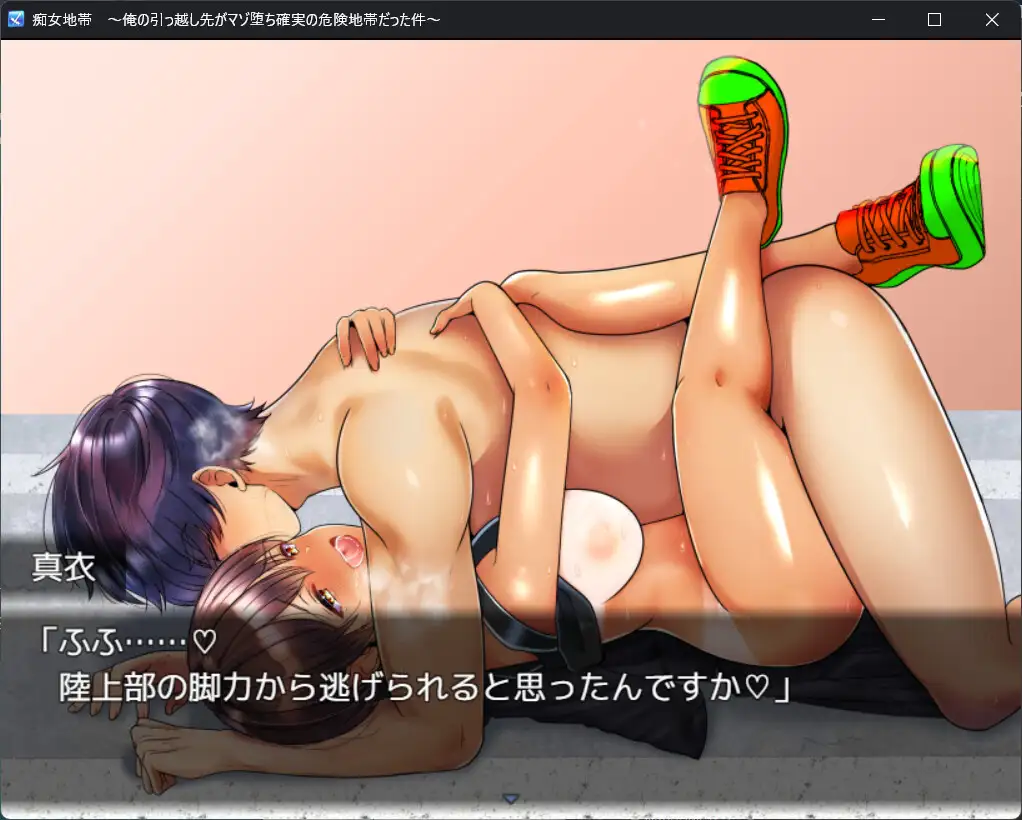 痴女地帯　～俺の引っ越し先がマゾ堕ち確実の危険地帯だった件～
真衣
「ふふ……♡
陸上部の脚力から逃げられると思ったんですか♡」